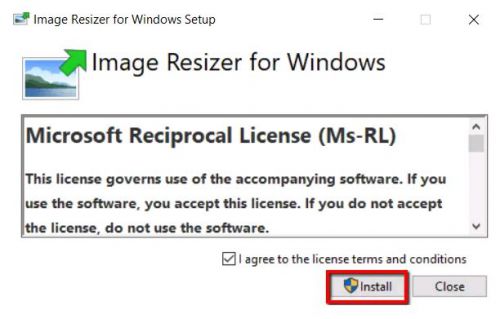 Image Resizer for Windows Setup
Image Resizer for Windows
Microsoft Reciprocal License (Ms-RL)
This license governs use of the accompanying software. If you
use the software, you accept this license. If you do not accept
the license, do not use the software.
I agree to the license terms and conditions
Install Close